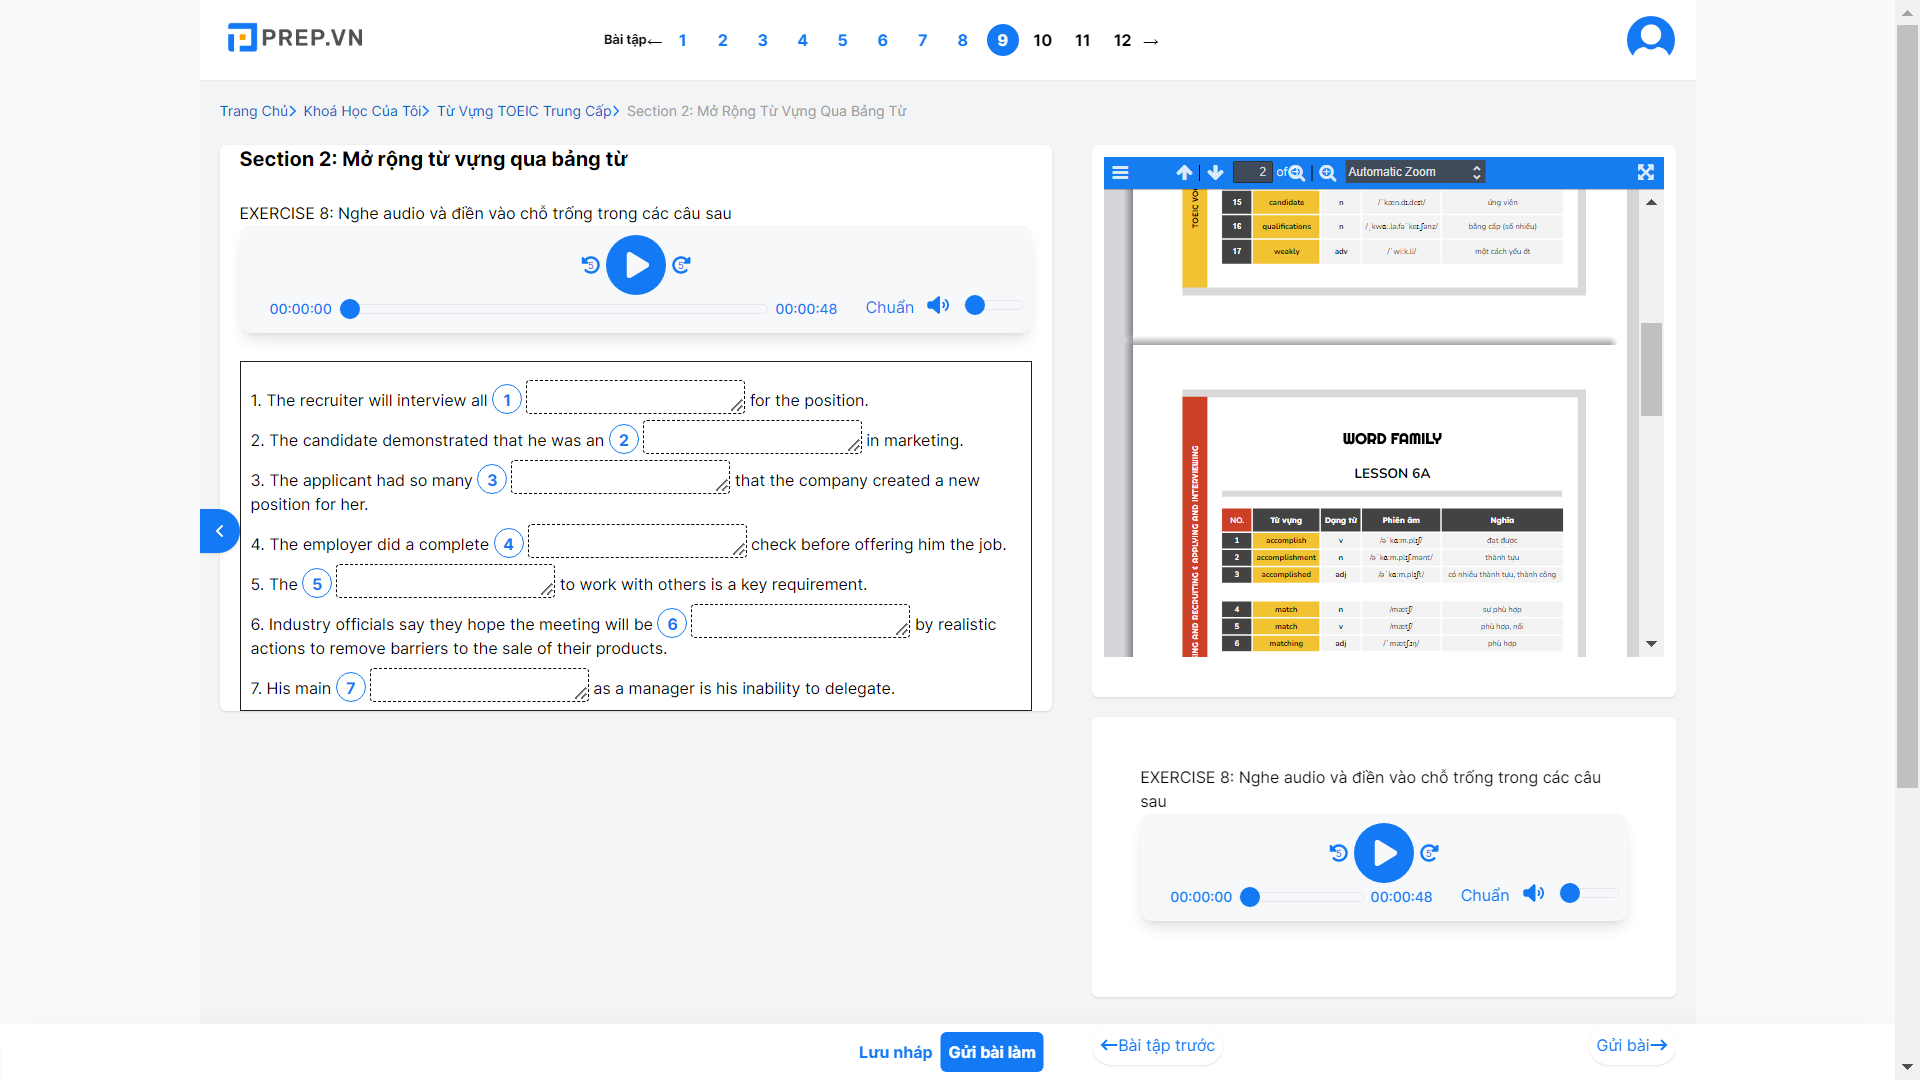 PREP.VN
Bài tập← 1 2 3 4 5 6 7 8 9 10 11 12 →
Trang Chủ> Khoá Học Của Tôi> Từ Vựng TOEIC Trung Cấp> Section 2: Mở Rộng Từ Vựng Qua Bảng Từ
Section 2: Mở rộng từ vựng qua bảng từ
EXERCISE 8: Nghe audio và điền vào chỗ trống trong các câu sau
5 5
00:00:00 00:00:48 Chuẩn
1. The recruiter will interview all 1 for the position.
2. The candidate demonstrated that he was an 2 in marketing.
3. The applicant had so many 3 that the company created a new
position for her.
4. The employer did a complete 4 check before offering him the job.
5. The 5 to work with others is a key requirement.
6. Industry officials say they hope the meeting will be 6 by realistic
actions to remove barriers to the sale of their products.
7. His main 7 as a manager is his inability to delegate.
2 of Automatic Zoom
TOEIC VO
15 candidate n /ˈkæn.dɪ.deɪt/ ứng viên
16 qualifications n /ˌkwɑː.lə.fəˈkeɪ.ʃənz/ bằng cấp (số nhiều)
17 weakly adv /ˈwiːk.li/ một cách yếu ớt
WORD FAMILY
LESSON 6A
ING AND RECRUITING & APPLYING AND INTERVIEWING
NO. Từ vựng Dạng từ Phiên âm Nghĩa
1 accomplish v /əˈkɑːm.plɪʃ/ đạt được
2 accomplishment n /əˈkɑːm.plɪʃ.mənt/ thành tựu
3 accomplished adj /əˈkɑːm.plɪʃt/ có nhiều thành tựu, thành công
4 match n /mætʃ/ sự phù hợp
5 match v /mætʃ/ phù hợp, nối
6 matching adj /ˈmætʃɪŋ/ phù hợp
EXERCISE 8: Nghe audio và điền vào chỗ trống trong các câu
sau
5 5
00:00:00 00:00:48 Chuẩn
Lưu nháp Gửi bài làm ←Bài tập trước Gửi bài→